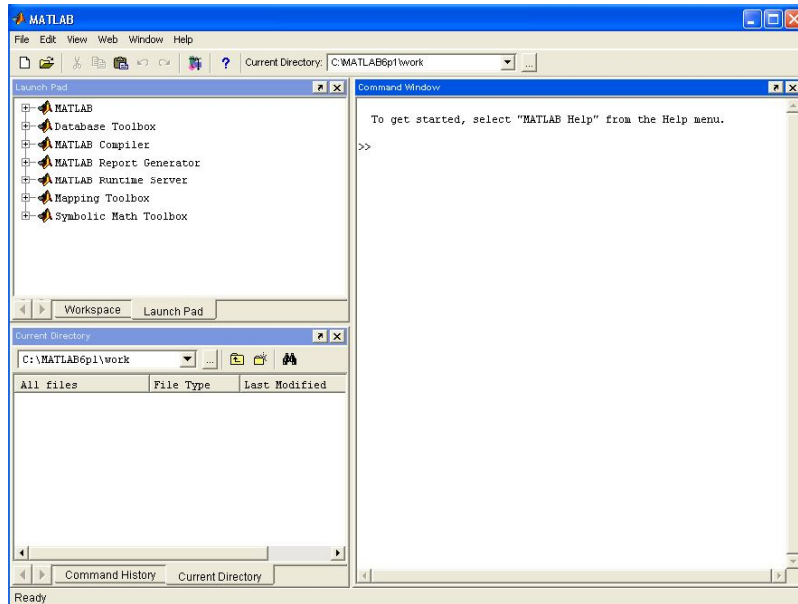 MATLAB
File Edit View Web Window Help
? Current Directory: C:\MATLAB6p1\work ...
Launch Pad
MATLAB
Database Toolbox
MATLAB Compiler
MATLAB Report Generator
MATLAB Runtime Server
Mapping Toolbox
Symbolic Math Toolbox
Workspace Launch Pad
Current Directory
C:\MATLAB6p1\work ...
All files File Type Last Modified
Command History Current Directory
Command Window
To get started, select "MATLAB Help" from the Help menu.
>>
Ready